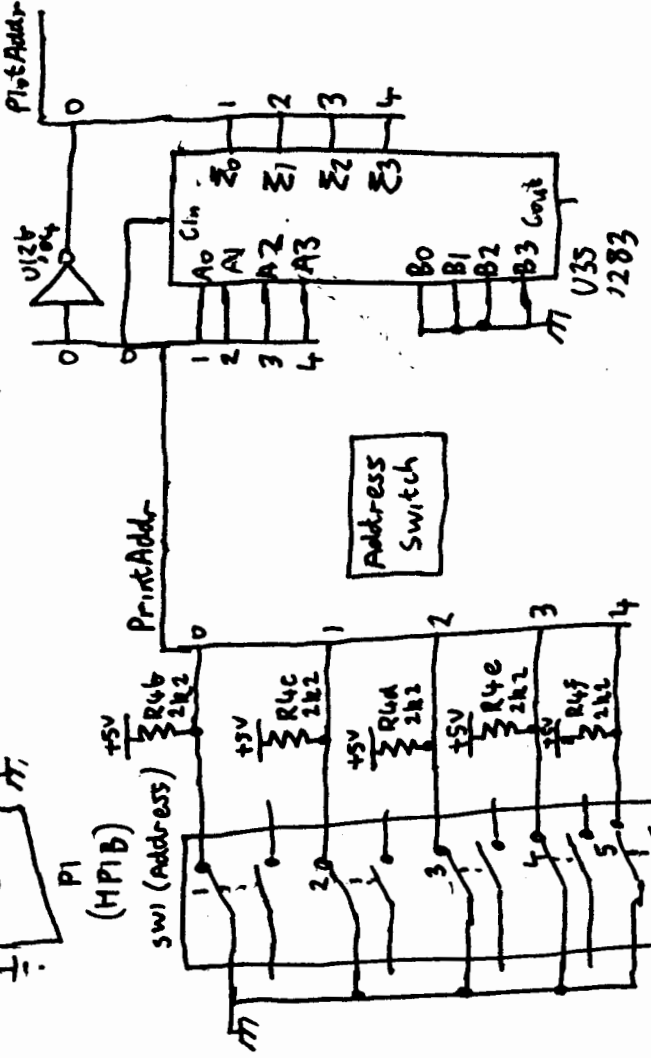 PlotAddr
0
U12b
'04
1
2
3
4
Σ0
Σ1
Σ2
Σ3
Cin
Cout
A0
A1
A2
A3
B0
B1
B2
B3
U35
'283
0
0
1
2
3
4
PrintAddr
Address
Switch
0
1
2
3
4
+5V
R4b
2k2
+5V
R4c
2k2
+5V
R4d
2k2
+5V
R4e
2k2
+5V
R4f
2k2
P1
(HPIB)
SW1 (Address)
1
2
3
4
5